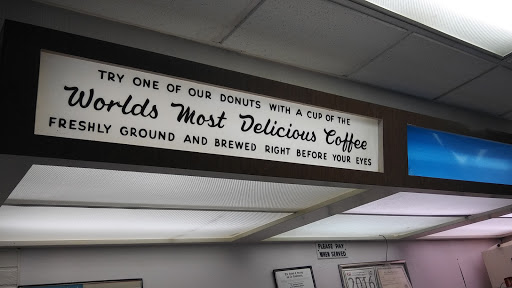 TRY ONE OF OUR DONUTS WITH A CUP OF THE
Worlds Most Delicious Coffee
FRESHLY GROUND AND BREWED RIGHT BEFORE YOUR EYES
PLEASE PAY
WHEN SERVED
2016